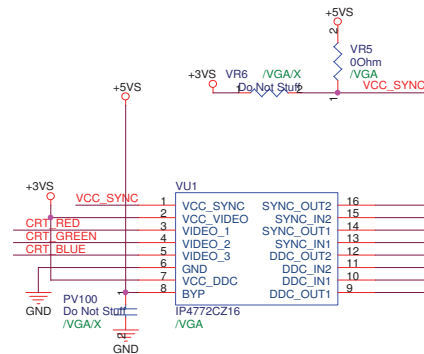 +5VS
2
VR5
0Ohm
/VGA
1
VCC_SYNC
+3VS
VR6
/VGA/X
1
Do Not Stuff
2
+5VS
+3VS
VU1
VCC_SYNC
1 VCC_SYNC SYNC_OUT2 16
2 VCC_VIDEO SYNC_IN2 15
CRT_RED 3 VIDEO_1 SYNC_OUT1 14
CRT_GREEN 4 VIDEO_2 SYNC_IN1 13
CRT_BLUE 5 VIDEO_3 DDC_OUT2 12
6 GND DDC_IN2 11
7 VCC_DDC DDC_IN1 10
8 BYP DDC_OUT1 9
IP4772CZ16
/VGA
GND
PV100
Do Not Stuff
/VGA/X
1
2
GND